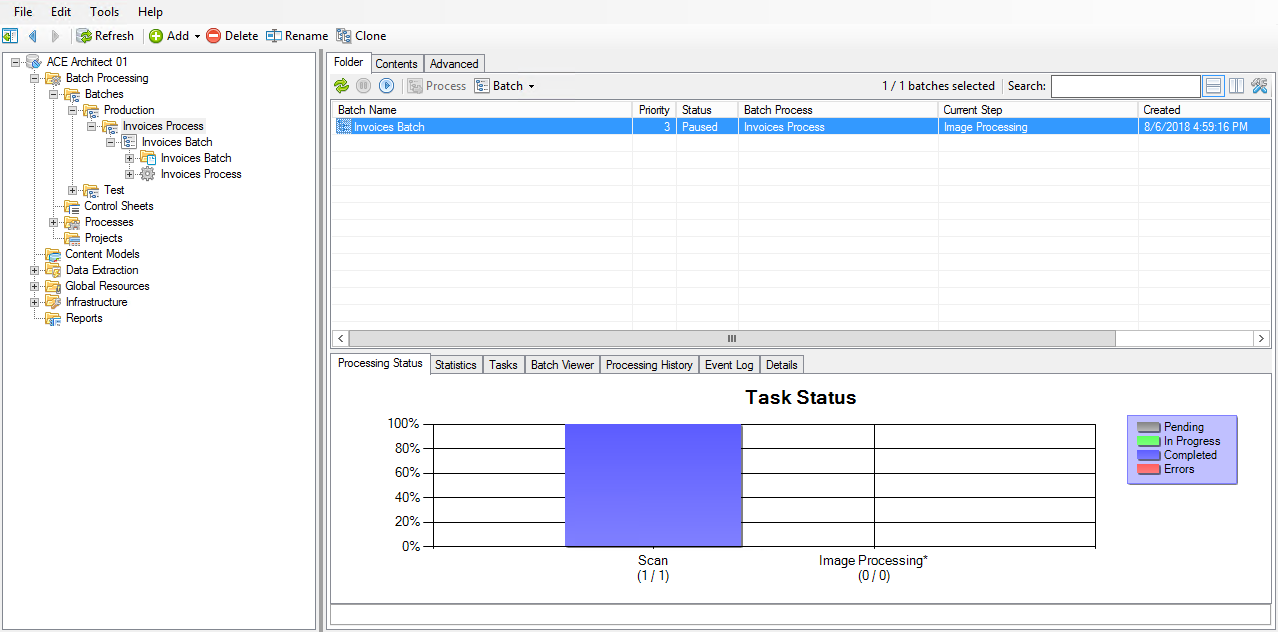 File Edit Tools Help
Refresh Add Delete Rename Clone
ACE Architect 01
Batch Processing
Batches
Production
Invoices Process
Invoices Batch
Invoices Batch
Invoices Process
Test
Control Sheets
Processes
Projects
Content Models
Data Extraction
Global Resources
Infrastructure
Reports
Folder Contents Advanced
Process Batch 1 / 1 batches selected Search:
Batch Name Priority Status Batch Process Current Step Created
Invoices Batch 3 Paused Invoices Process Image Processing 8/6/2018 4:59:16 PM
Processing Status Statistics Tasks Batch Viewer Processing History Event Log Details
Task Status
100%
80%
60%
40%
20%
0%
Scan
(1 / 1)
Image Processing*
(0 / 0)
Pending
In Progress
Completed
Errors